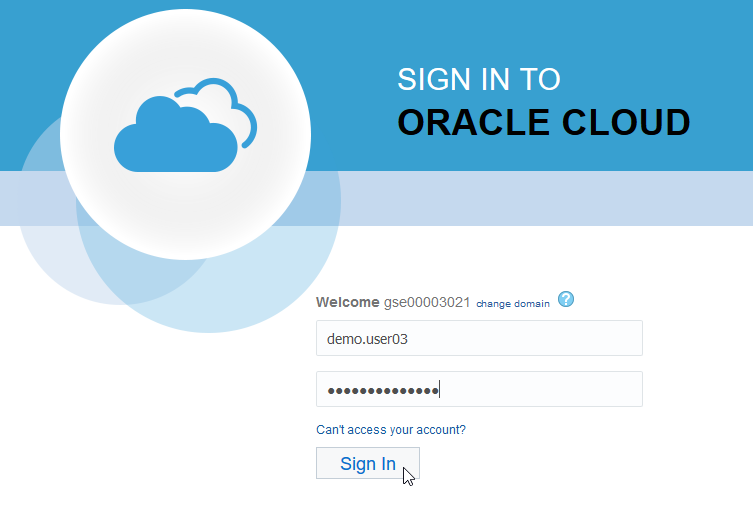 SIGN IN TO
ORACLE CLOUD
Welcome gse00003021 change domain ?
demo.user03
••••••••••••••
Can't access your account?
Sign In